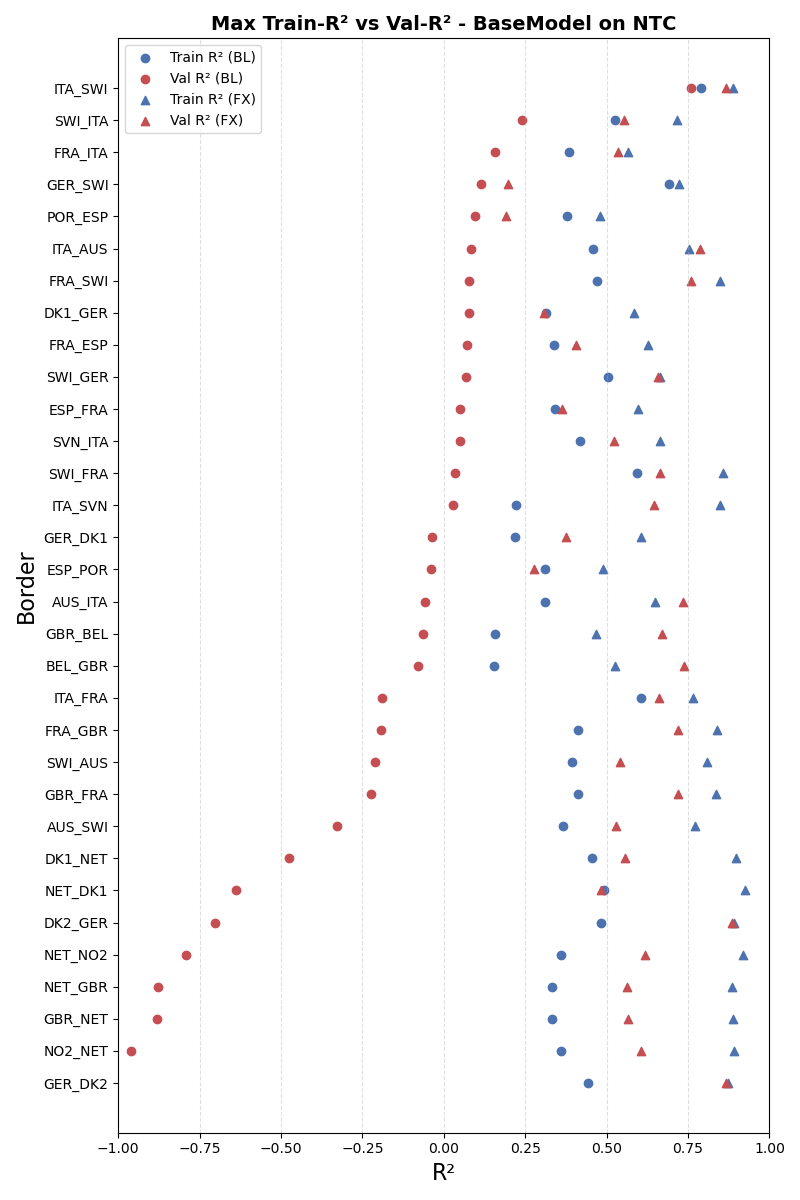 Max Train-R² vs Val-R² - BaseModel on NTC
Train R² (BL)
Val R² (BL)
Train R² (FX)
Val R² (FX)
ITA_SWI
SWI_ITA
FRA_ITA
GER_SWI
POR_ESP
ITA_AUS
FRA_SWI
DK1_GER
FRA_ESP
SWI_GER
ESP_FRA
SVN_ITA
SWI_FRA
ITA_SVN
GER_DK1
ESP_POR
AUS_ITA
GBR_BEL
BEL_GBR
ITA_FRA
FRA_GBR
SWI_AUS
GBR_FRA
AUS_SWI
DK1_NET
NET_DK1
DK2_GER
NET_NO2
NET_GBR
GBR_NET
NO2_NET
GER_DK2
Border
−1.00 −0.75 −0.50 −0.25 0.00 0.25 0.50 0.75 1.00
R²